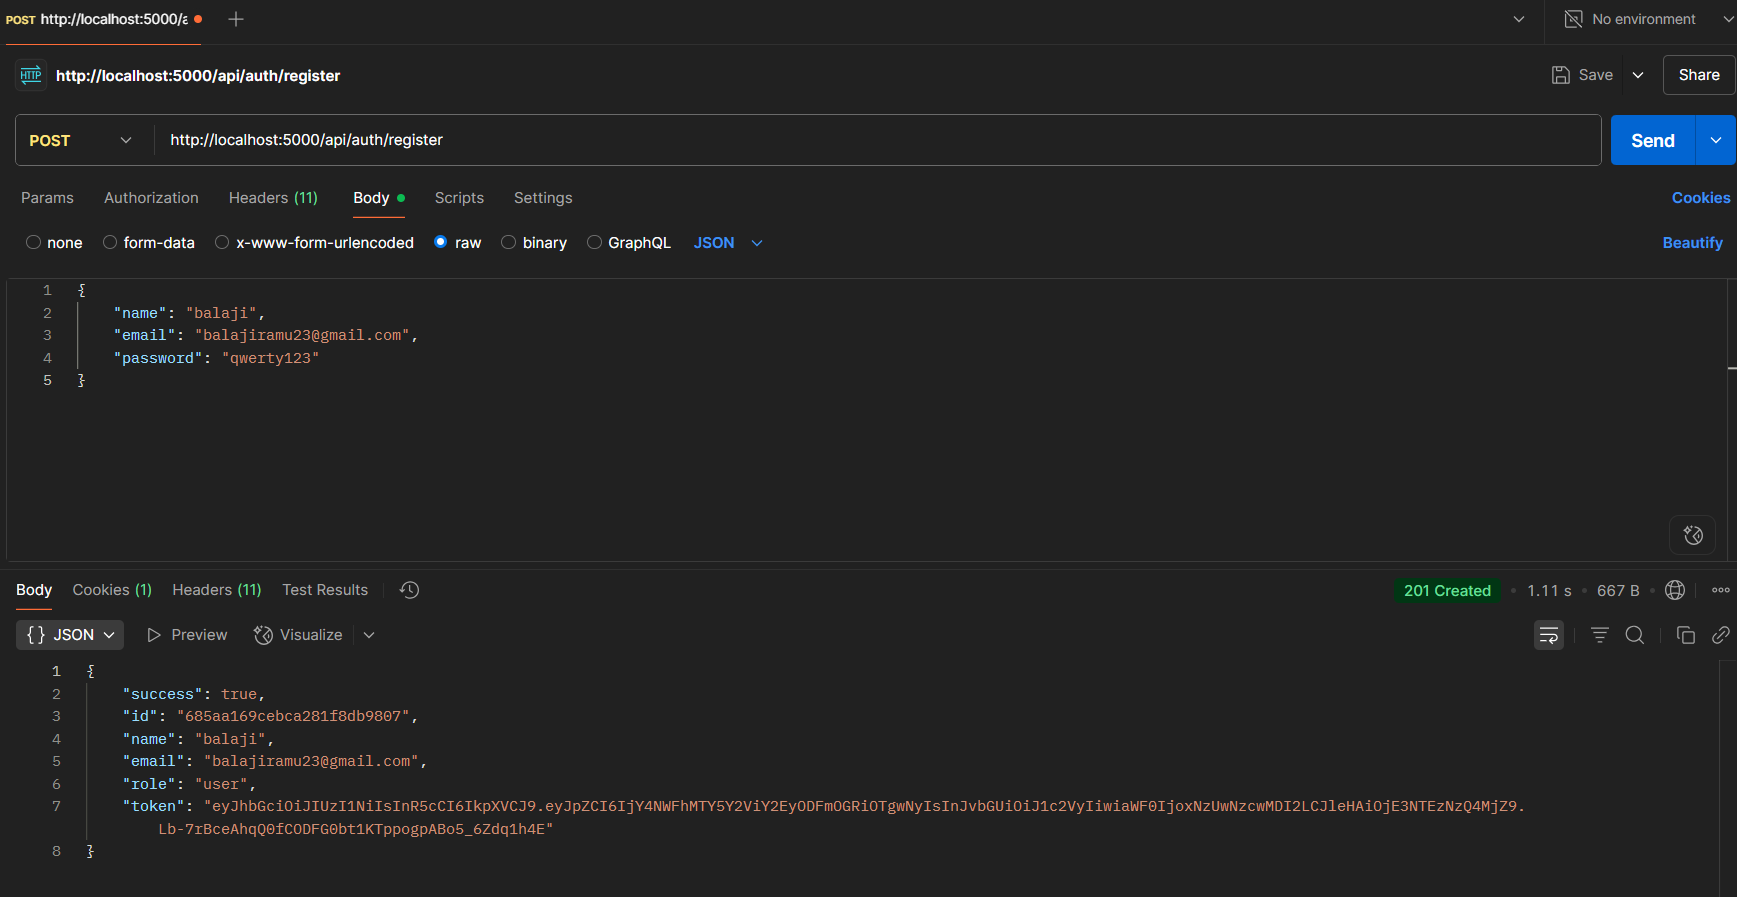 POST http://localhost:5000/a
No environment
HTTP http://localhost:5000/api/auth/register
Save
Share
POST
http://localhost:5000/api/auth/register
Send
Params Authorization Headers (11) Body Scripts Settings
Cookies
none form-data x-www-form-urlencoded raw binary GraphQL JSON
Beautify
1 {
2 "name": "balaji",
3 "email": "balajiramu23@gmail.com",
4 "password": "qwerty123"
5 }
Body Cookies (1) Headers (11) Test Results
201 Created • 1.11 s • 667 B
{} JSON Preview Visualize
1 {
2 "success": true,
3 "id": "685aa169cebca281f8db9807",
4 "name": "balaji",
5 "email": "balajiramu23@gmail.com",
6 "role": "user",
7 "token": "eyJhbGciOiJIUzI1NiIsInR5cCI6IkpXVCJ9.eyJpZCI6IjY4NWFhMTY5Y2ViY2EyODFmOGRiOTgwNyIsInJvbGUiOiJ1c2VyIiwiaWF0IjoxNzUwNzcwMDI2LCJleHAiOjE3NTEzNzQ4MjZ9.
Lb-7rBceAhqQ0fCODFG0bt1KTppogpABo5_6Zdq1h4E"
8 }